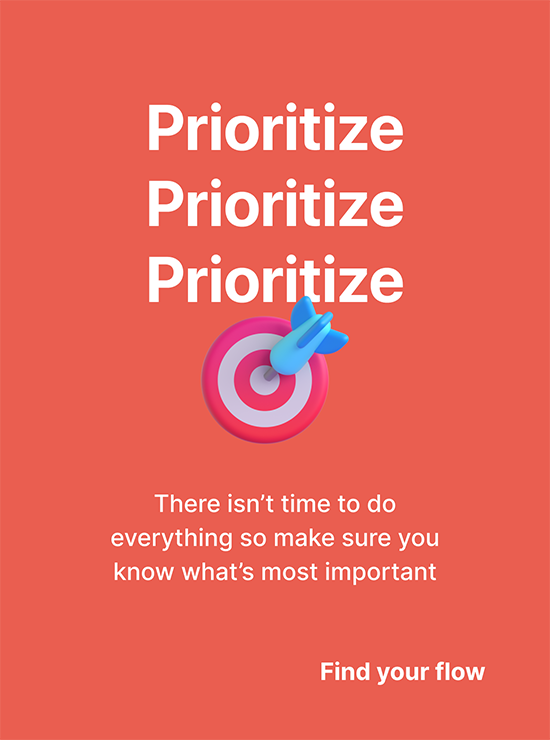 Prioritize
Prioritize
Prioritize
There isn’t time to do
everything so make sure you
know what’s most important
Find your flow